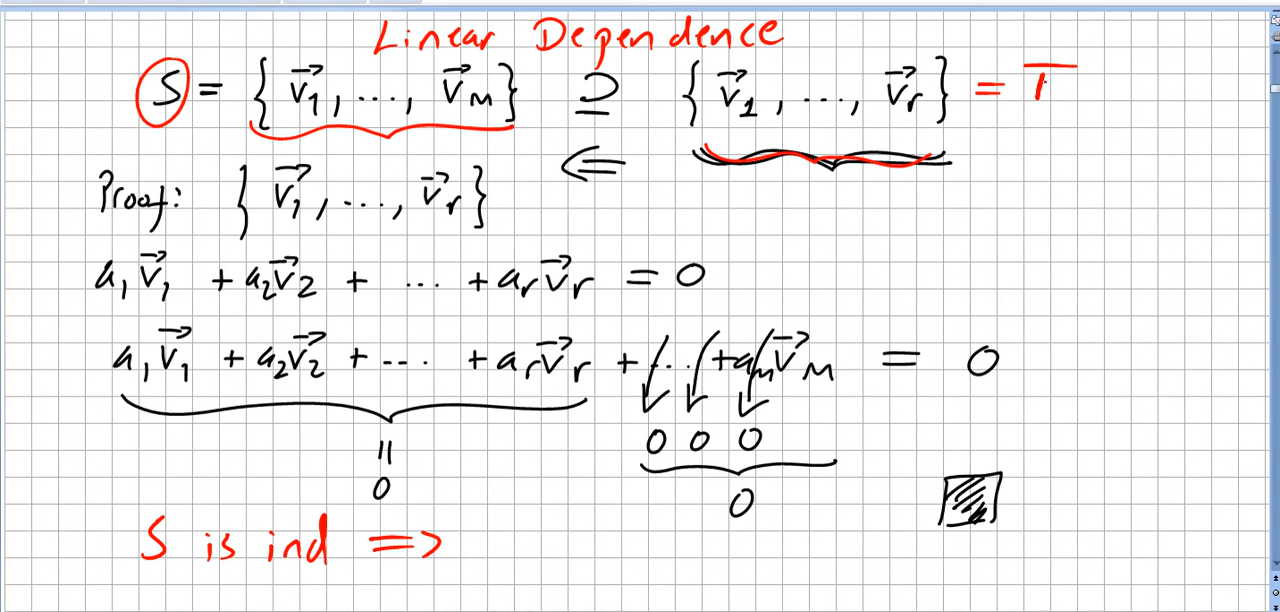 Linear Dependence
S = { v⃗1, ..., v⃗m } ⊇ { v⃗1, ..., v⃗r } = T
⇐
Proof: { v⃗1, ..., v⃗r }
a1v⃗1 + a2v⃗2 + ... + arv⃗r = 0
a1v⃗1 + a2v⃗2 + .... + arv⃗r + ... + amv⃗m = 0
0 0 0
=
0 0
S is ind =>